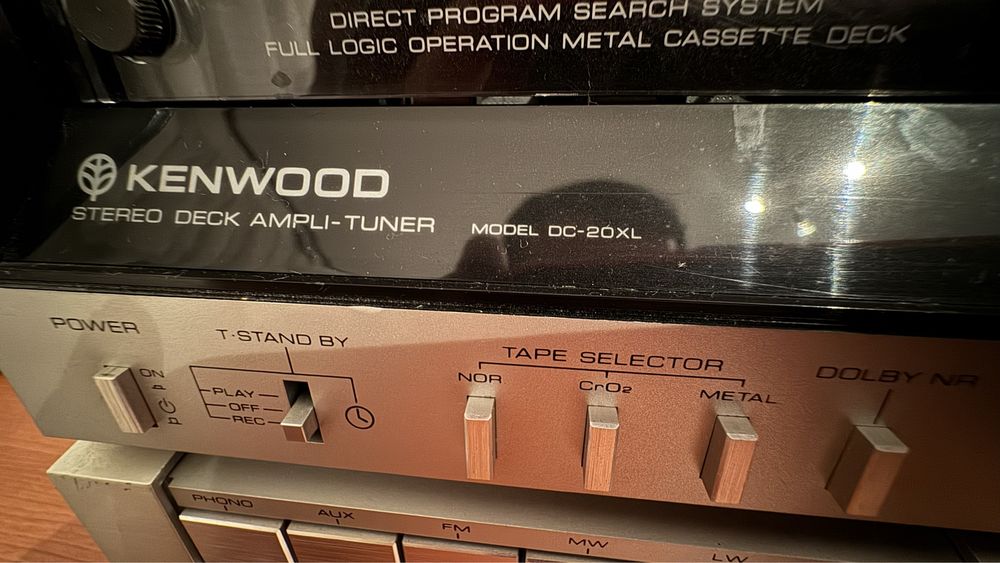 DIRECT PROGRAM SEARCH SYSTEM
FULL LOGIC OPERATION METAL CASSETTE DECK
KENWOOD
STEREO DECK AMPLI-TUNER MODEL DC-20XL
POWER
ON
T·STAND BY
PLAY
OFF
REC
TAPE SELECTOR
NOR CrO2 METAL
DOLBY NR
PHONO AUX FM MW LW